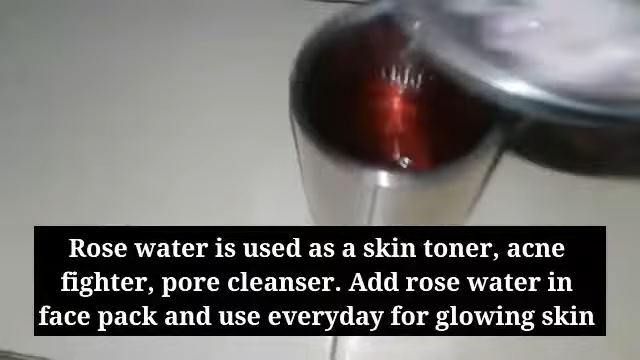 Rose water is used as a skin toner, acne
fighter, pore cleanser. Add rose water in
face pack and use everyday for glowing skin